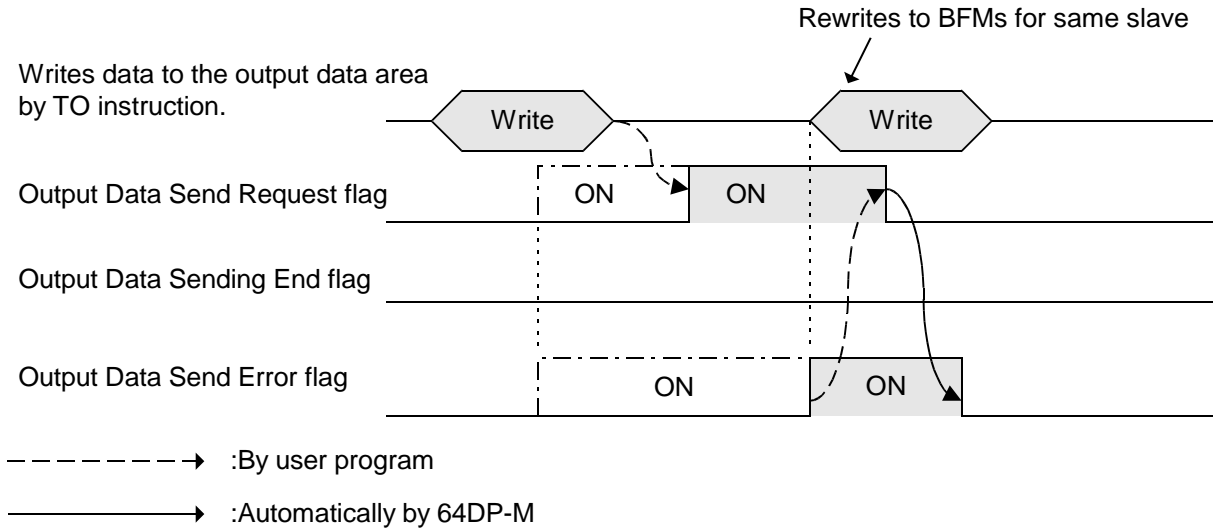 Rewrites to BFMs for same slave
Writes data to the output data area
by TO instruction.
Write
Write
Output Data Send Request flag
ON
ON
Output Data Sending End flag
Output Data Send Error flag
ON
ON
:By user program
:Automatically by 64DP-M